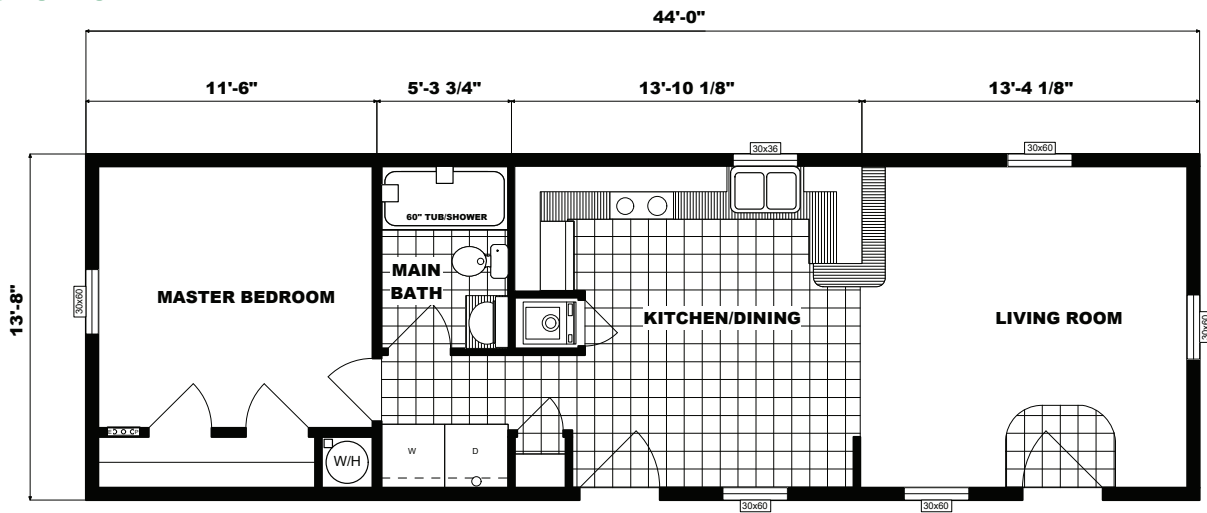 44'-0"
11'-6"
5'-3 3/4"
13'-10 1/8"
13'-4 1/8"
30x36
30x60
60" TUB/SHOWER
MAIN
BATH
13'-8"
30x60
MASTER BEDROOM
KITCHEN/DINING
LIVING ROOM
30x60
W/H
W
D
30x60
30x60